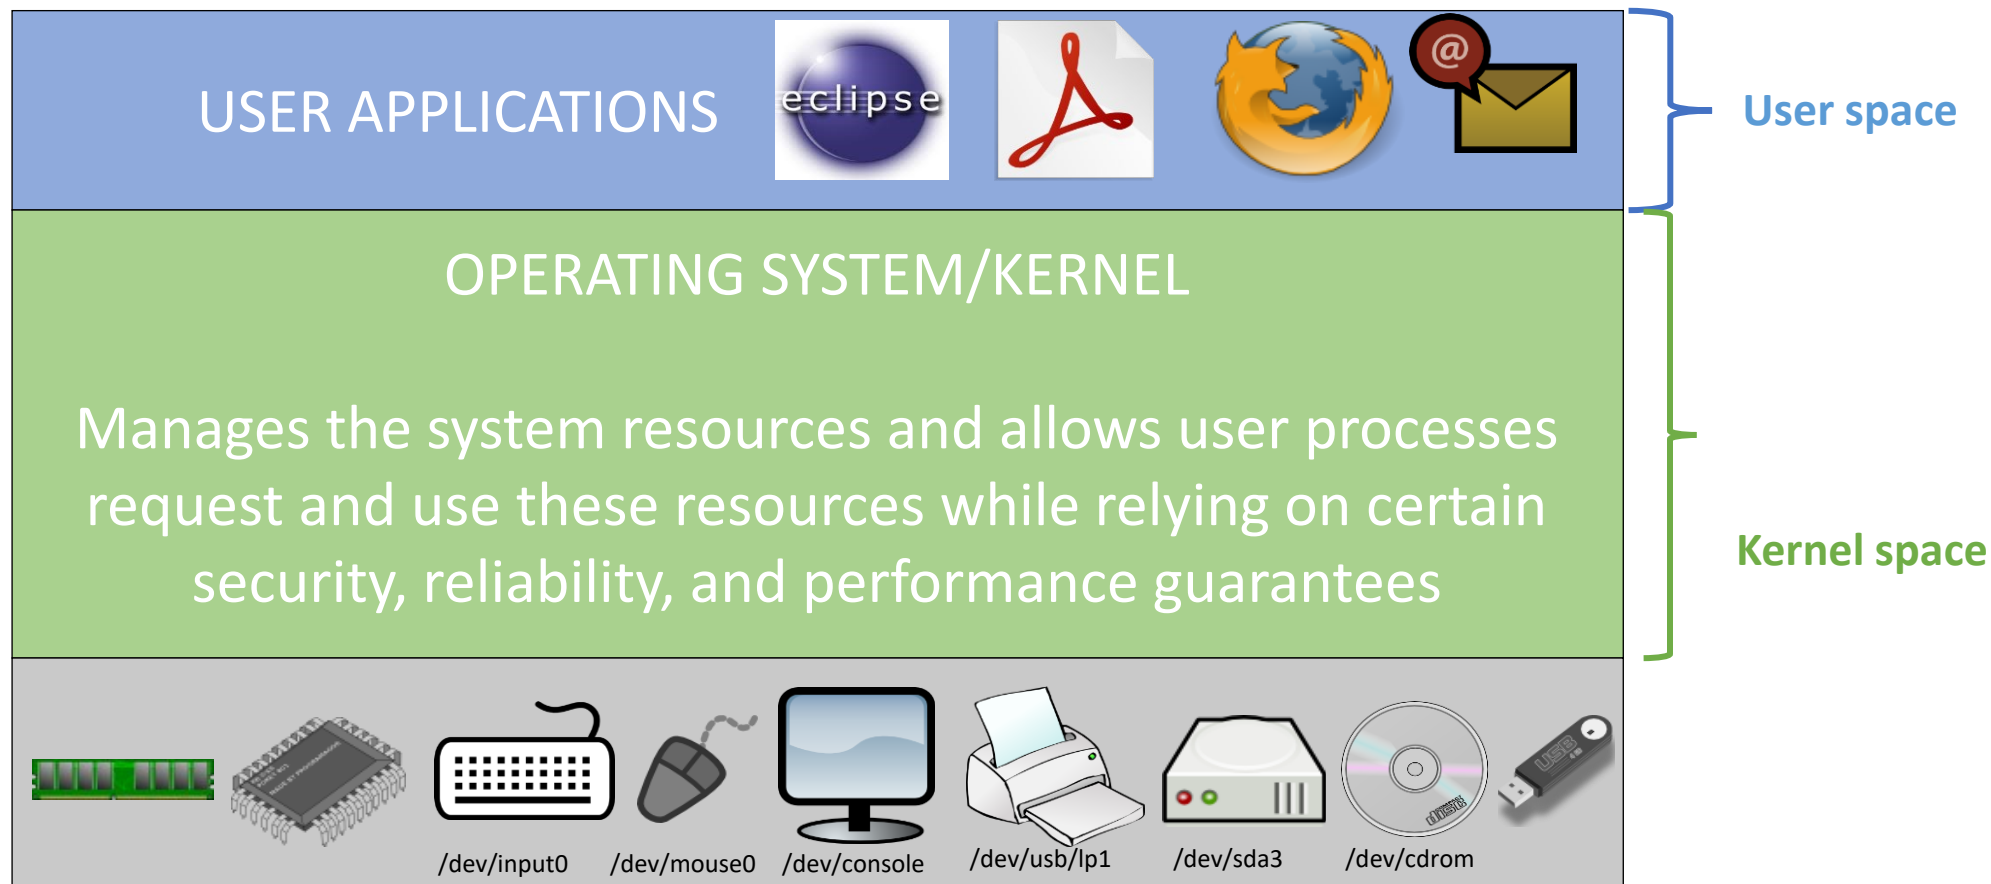 USER APPLICATIONS
eclipse
@
User space
OPERATING SYSTEM/KERNEL
Manages the system resources and allows user processes
request and use these resources while relying on certain
security, reliability, and performance guarantees
Kernel space
USB
disc
/dev/input0
/dev/mouse0
/dev/console
/dev/usb/lp1
/dev/sda3
/dev/cdrom